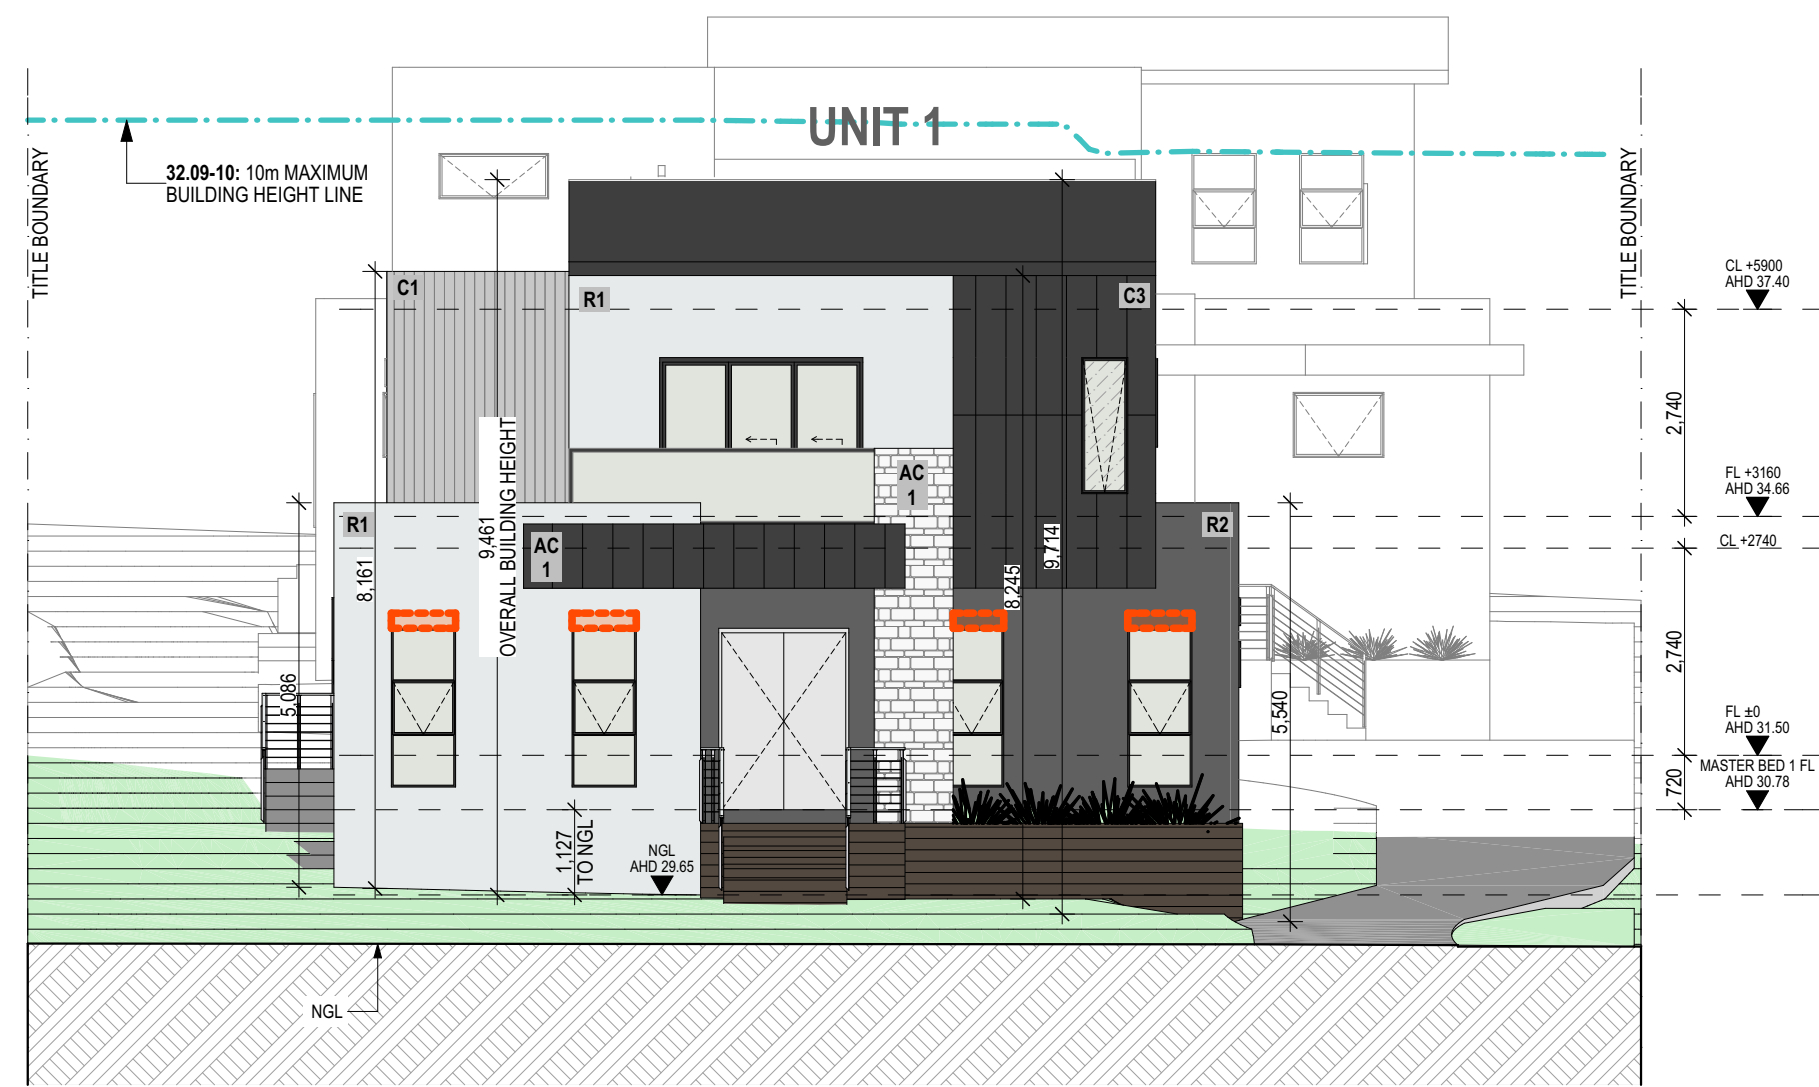 UNIT 1
32.09-10: 10m MAXIMUM
BUILDING HEIGHT LINE
TITLE BOUNDARY
TITLE BOUNDARY
CL +5900
AHD 37.40
C1
R1
C3
2,740
AC
1
FL +3160
AHD 34.66
R1
R2
AC
1
CL +2740
8,161
9,461
OVERALL BUILDING HEIGHT
8,245
9,714
5,086
5,540
2,740
FL ±0
AHD 31.50
MASTER BED 1 FL
AHD 30.78
720
1,127
TO NGL
NGL
AHD 29.65
NGL